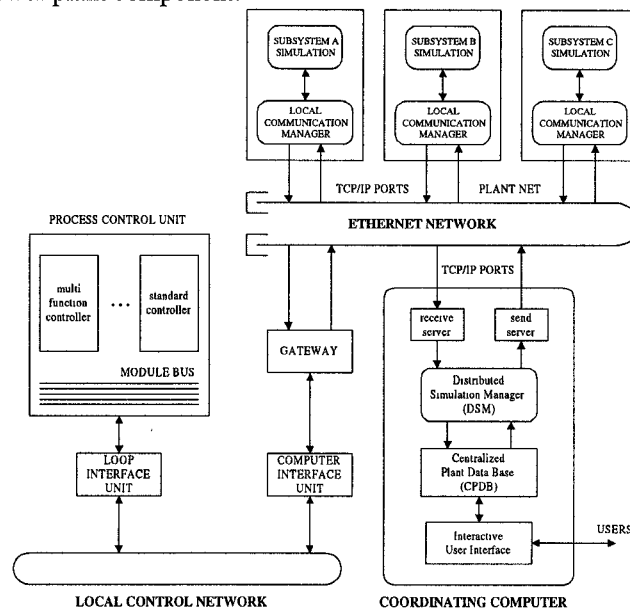 SUBSYSTEM A
SIMULATION
SUBSYSTEM B
SIMULATION
SUBSYSTEM C
SIMULATION
LOCAL
COMMUNICATION
MANAGER
LOCAL
COMMUNICATION
MANAGER
LOCAL
COMMUNICATION
MANAGER
TCP/IP PORTS
PLANT NET
ETHERNET NETWORK
PROCESS CONTROL UNIT
multi
function
controller
...
standard
controller
MODULE BUS
TCP/IP PORTS
receive
server
send
server
GATEWAY
Distributed
Simulation Manager
(DSM)
LOOP
INTERFACE
UNIT
COMPUTER
INTERFACE
UNIT
Centralized
Plant Data Base
(CPDB)
Interactive
User Interface
USERS
LOCAL CONTROL NETWORK
COORDINATING COMPUTER